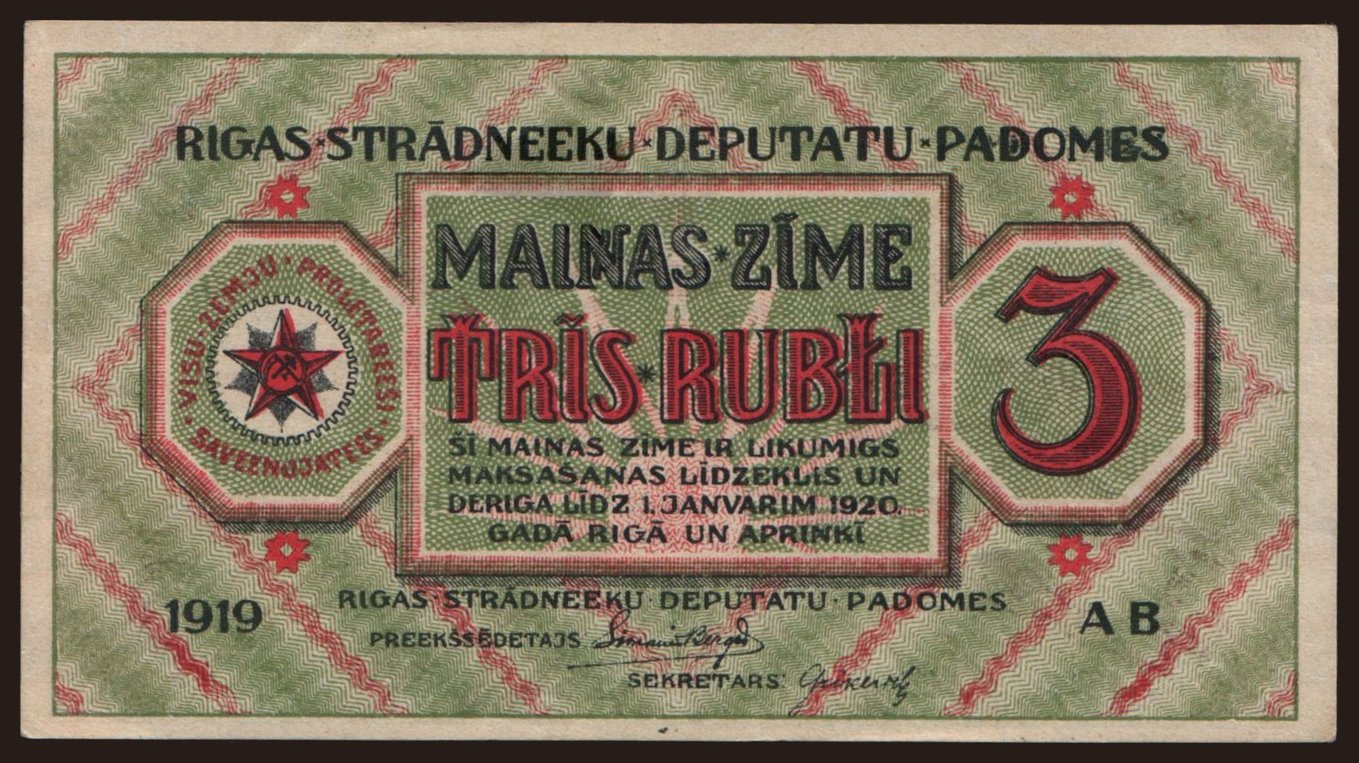 RIGAS·STRĀDNEEKU·DEPUTATU·PADOMES
MAIŅAS*ZĪME
TRĪS*RUBĻI
3
VISU·ZEMJU·PROLETAREEŠI·SAVEENOJATEES·
ŠI MAIŅAS ZĪME IR LIKUMIGS
MAKSAŠANAS LĪDZEKLIS UN
DERIGA LĪDZ 1. JANVARIM 1920.
GADĀ RIGĀ UN APRINĶĪ
RIGAS·STRĀDNEEKU·DEPUTATU·PADOMES
1919
AB
PREEKŠSĒDETAJS
SEKRETARS: